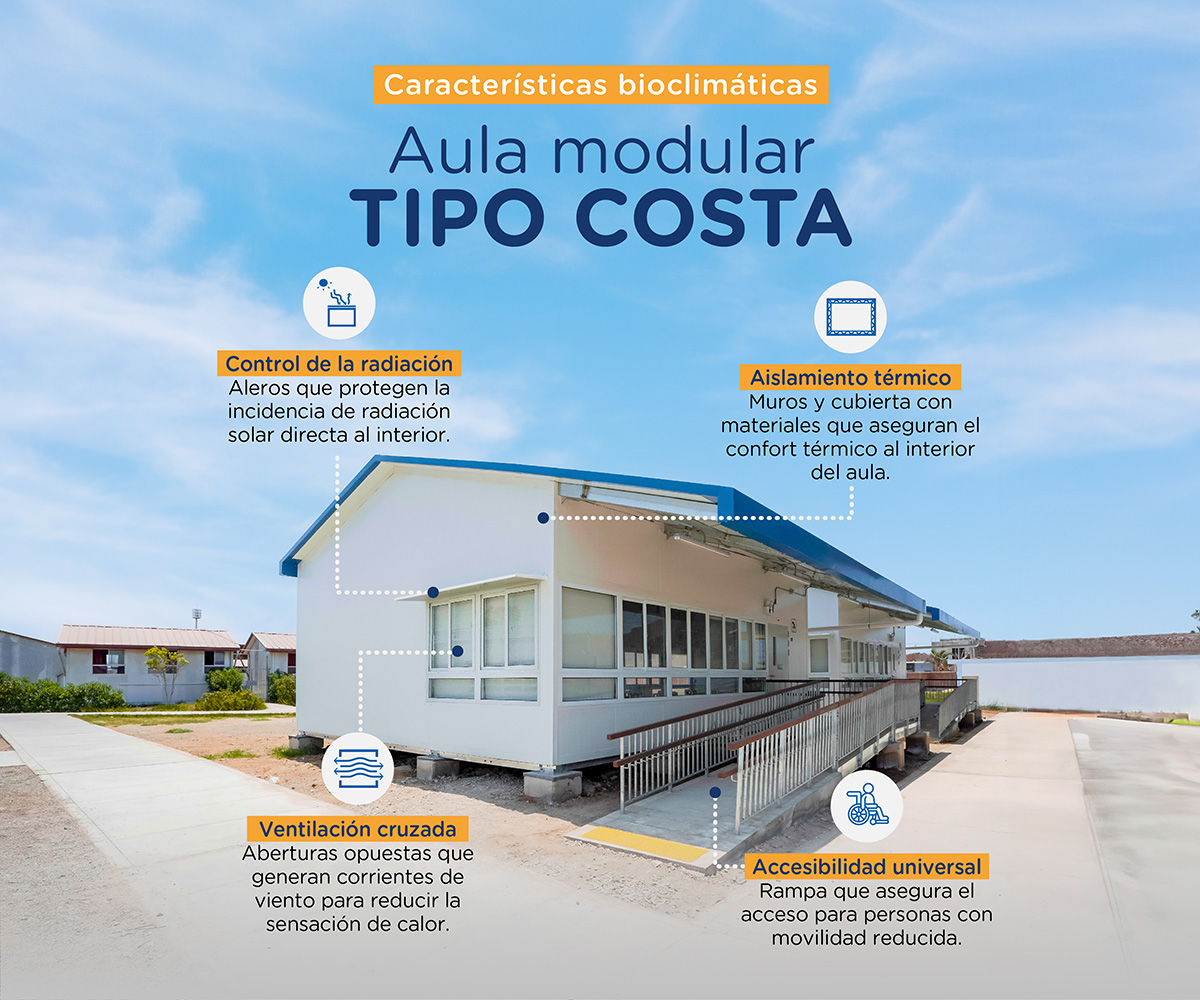 Características bioclimáticas
Aula modular
TIPO COSTA
Control de la radiación
Aleros que protegen la
incidencia de radiación
solar directa al interior.
Aislamiento térmico
Muros y cubierta con
materiales que aseguran el
confort térmico al interior
del aula.
Ventilación cruzada
Aberturas opuestas que
generan corrientes de
viento para reducir la
sensación de calor.
Accesibilidad universal
Rampa que asegura el
acceso para personas con
movilidad reducida.